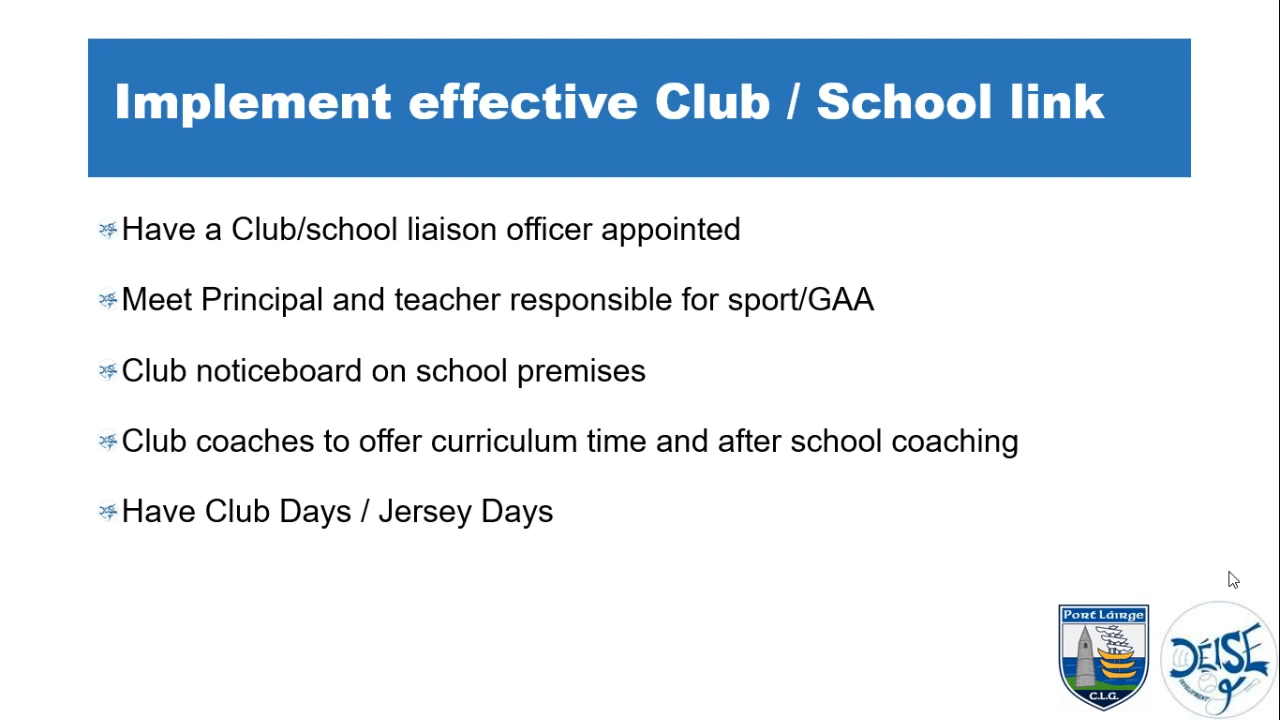 Implement effective Club / School link
Have a Club/school liaison officer appointed
Meet Principal and teacher responsible for sport/GAA
Club noticeboard on school premises
Club coaches to offer curriculum time and after school coaching
Have Club Days / Jersey Days
Port Láirge
C.L.G.
DÉISE
DEVELOPMENT
óg